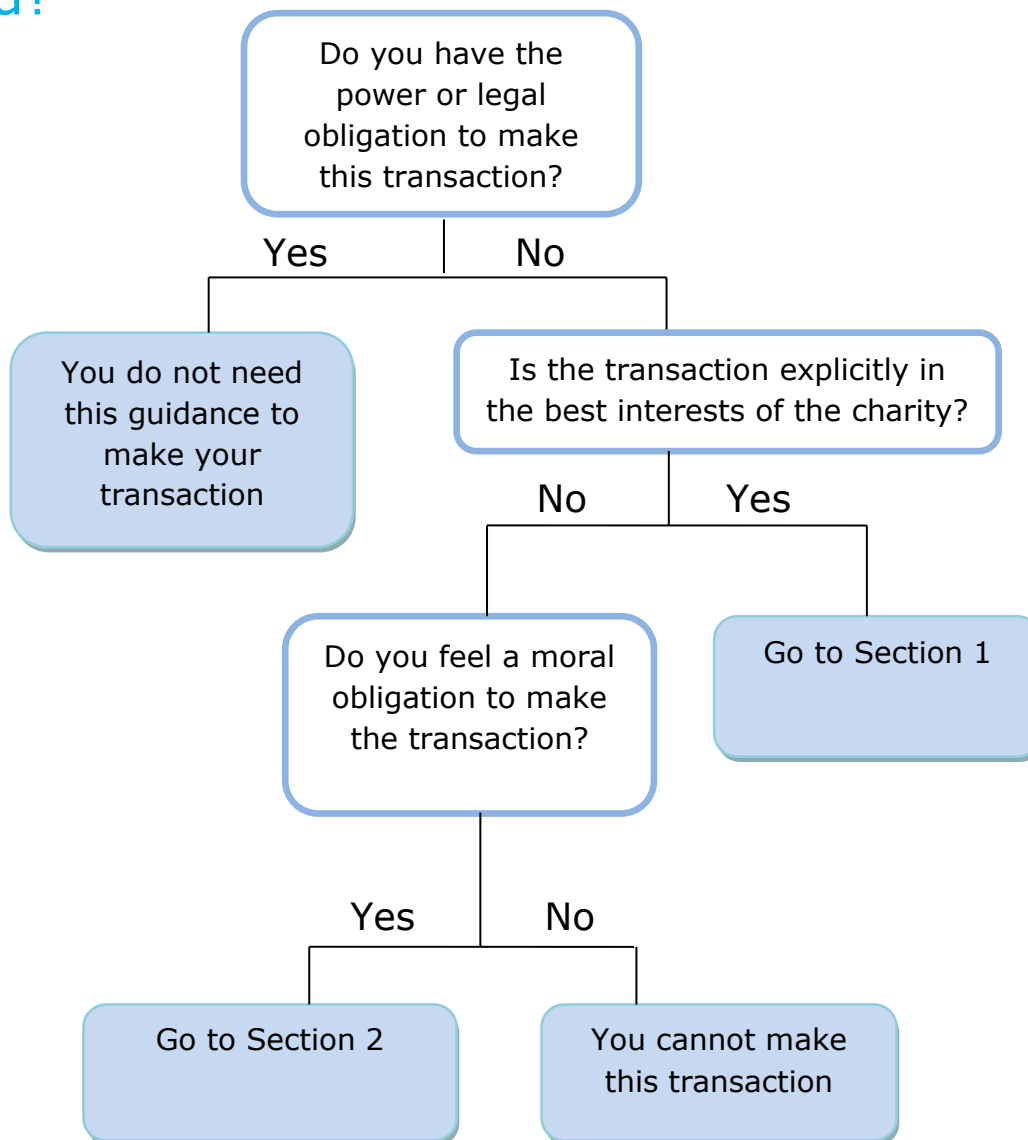 Do you have the
power or legal
obligation to make
this transaction?
Yes
No
You do not need
this guidance to
make your
transaction
Is the transaction explicitly in
the best interests of the charity?
No
Yes
Do you feel a moral
obligation to make
the transaction?
Go to Section 1
Yes
No
Go to Section 2
You cannot make
this transaction